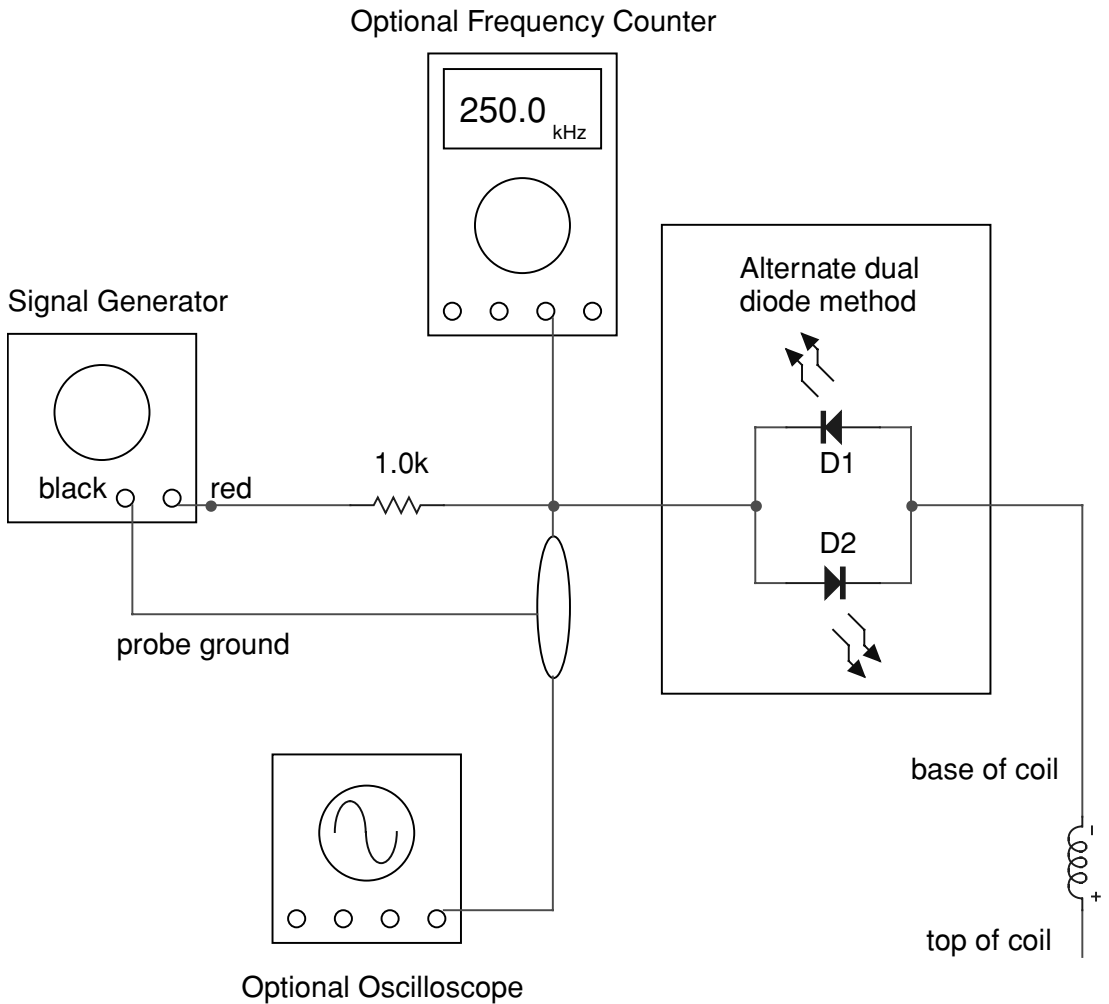 Optional Frequency Counter
250.0
kHz
Alternate dual
diode method
Signal Generator
1.0k
D1
black
red
D2
probe ground
base of coil
-
+
top of coil
Optional Oscilloscope